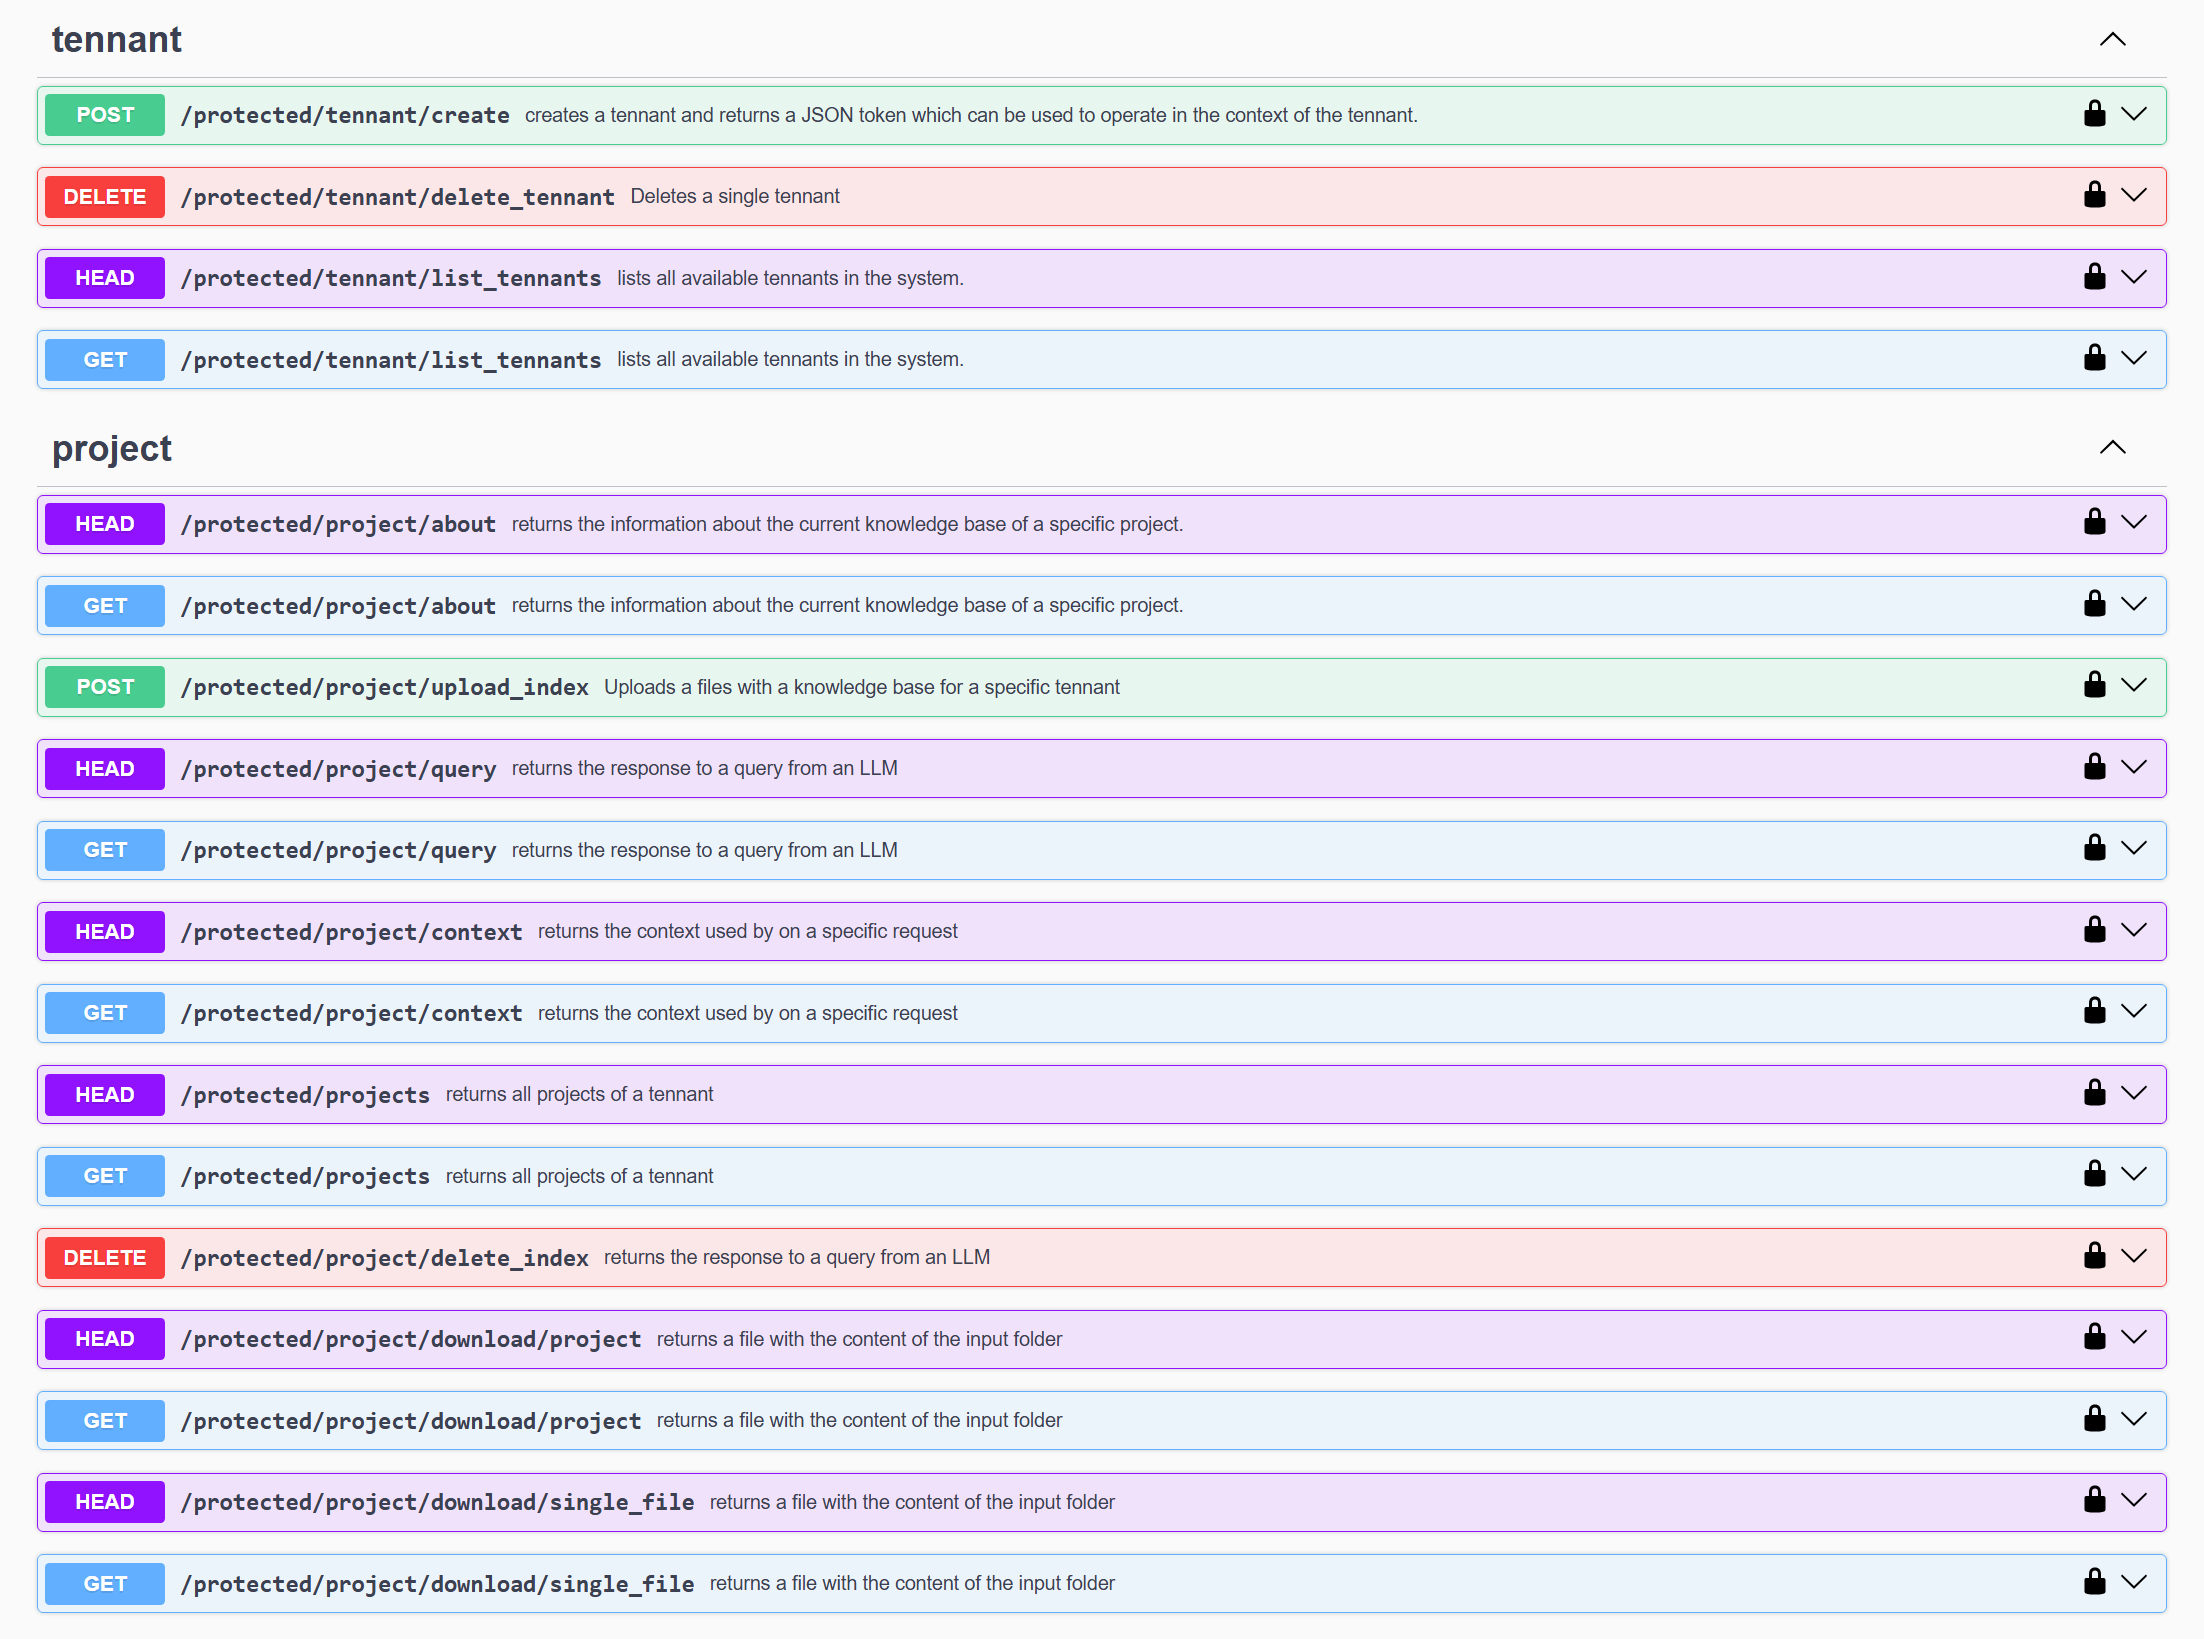 tennant
POST /protected/tennant/create creates a tennant and returns a JSON token which can be used to operate in the context of the tennant.
DELETE /protected/tennant/delete_tennant Deletes a single tennant
HEAD /protected/tennant/list_tennants lists all available tennants in the system.
GET /protected/tennant/list_tennants lists all available tennants in the system.
project
HEAD /protected/project/about returns the information about the current knowledge base of a specific project.
GET /protected/project/about returns the information about the current knowledge base of a specific project.
POST /protected/project/upload_index Uploads a files with a knowledge base for a specific tennant
HEAD /protected/project/query returns the response to a query from an LLM
GET /protected/project/query returns the response to a query from an LLM
HEAD /protected/project/context returns the context used by on a specific request
GET /protected/project/context returns the context used by on a specific request
HEAD /protected/projects returns all projects of a tennant
GET /protected/projects returns all projects of a tennant
DELETE /protected/project/delete_index returns the response to a query from an LLM
HEAD /protected/project/download/project returns a file with the content of the input folder
GET /protected/project/download/project returns a file with the content of the input folder
HEAD /protected/project/download/single_file returns a file with the content of the input folder
GET /protected/project/download/single_file returns a file with the content of the input folder